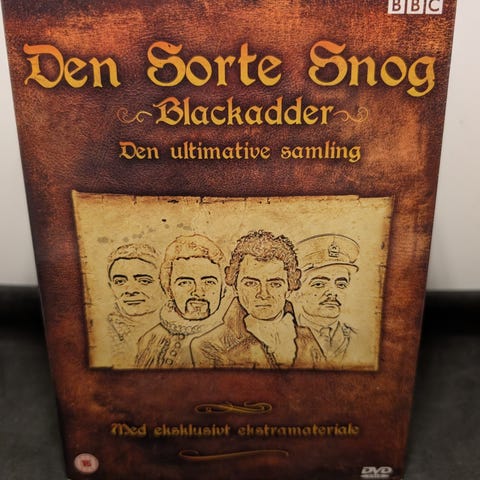 BBC
Den Sorte Snog
Blackadder
Den ultimative samling
Med eksklusivt ekstramateriale
15
DVD